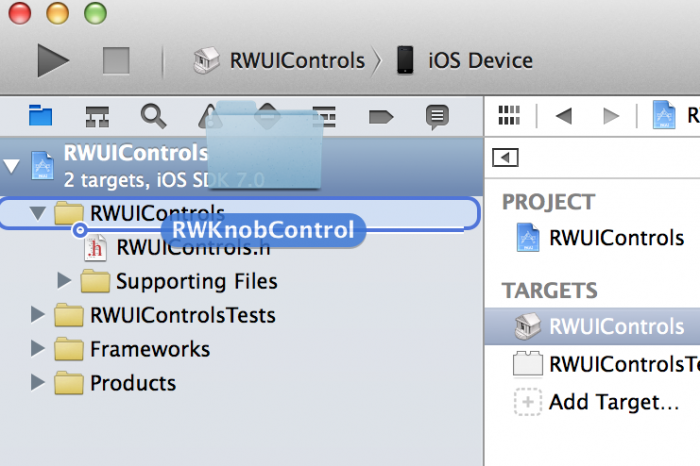 RWUIControls
iOS Device
RWUIControls
2 targets, iOS SDK 7.0
RWUIControls
RWKnobControl
RWUIControls.h
Supporting Files
RWUIControlsTests
Frameworks
Products
R
PROJECT
RWUIControls
TARGETS
RWUIControls
RWUIControlsTe
Add Target...